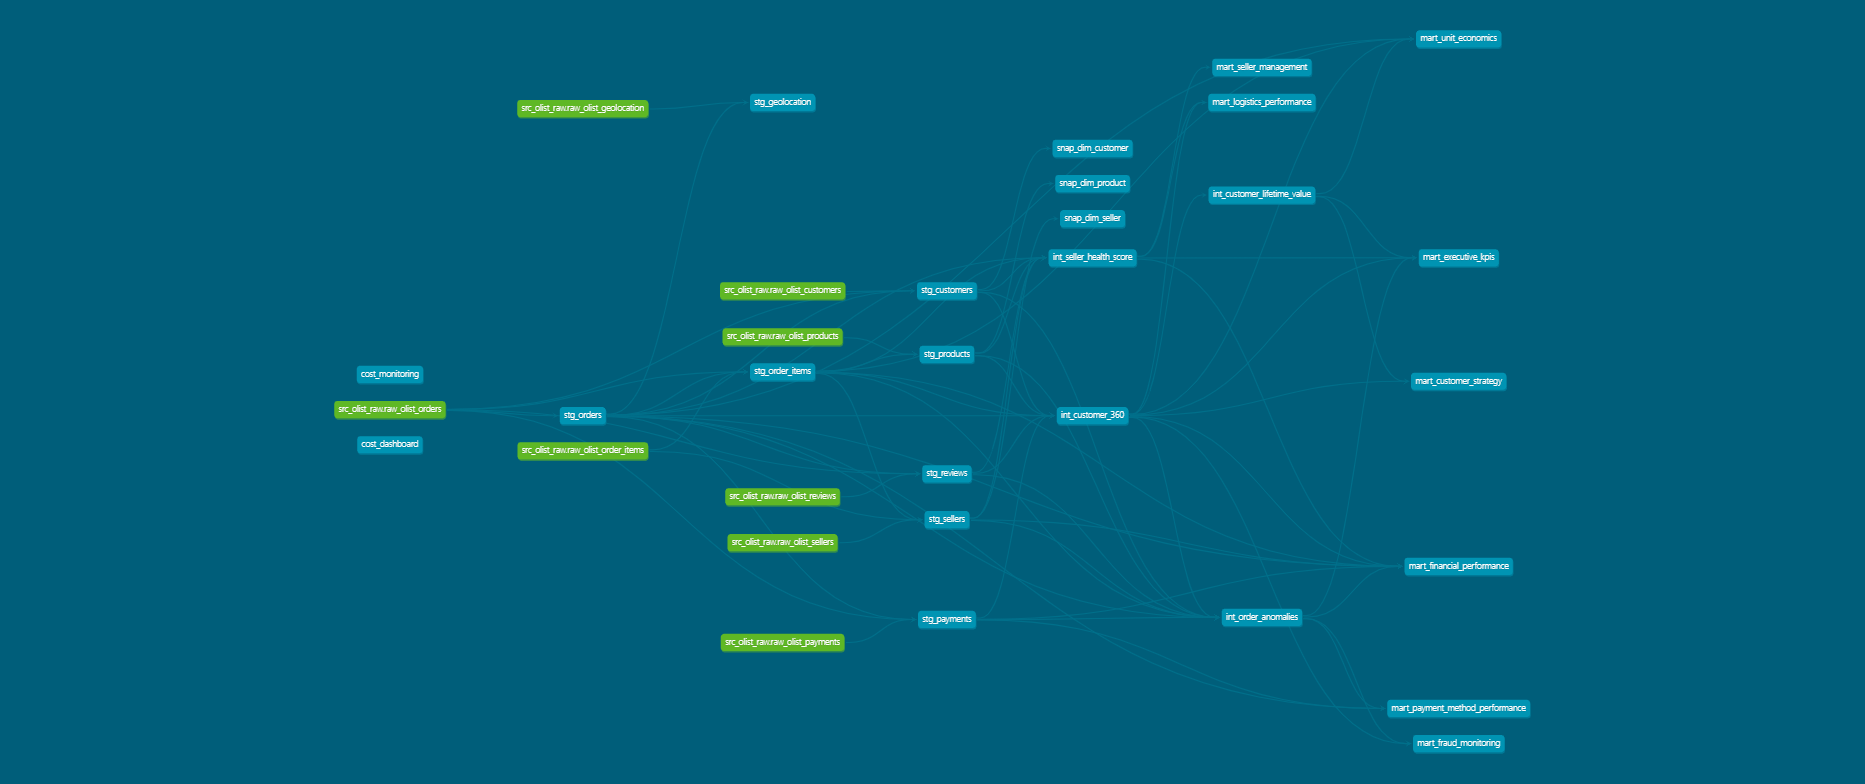 mart_unit_economics
mart_seller_management
src_olist_raw.raw_olist_geolocation
stg_geolocation
mart_logistics_performance
snap_dim_customer
snap_dim_product
int_customer_lifetime_value
snap_dim_seller
int_seller_health_score
mart_executive_kpis
src_olist_raw.raw_olist_customers
stg_customers
src_olist_raw.raw_olist_products
stg_products
cost_monitoring
stg_order_items
mart_customer_strategy
src_olist_raw.raw_olist_orders
stg_orders
int_customer_360
cost_dashboard
src_olist_raw.raw_olist_order_items
stg_reviews
src_olist_raw.raw_olist_reviews
stg_sellers
src_olist_raw.raw_olist_sellers
mart_financial_performance
stg_payments
int_order_anomalies
src_olist_raw.raw_olist_payments
mart_payment_method_performance
mart_fraud_monitoring